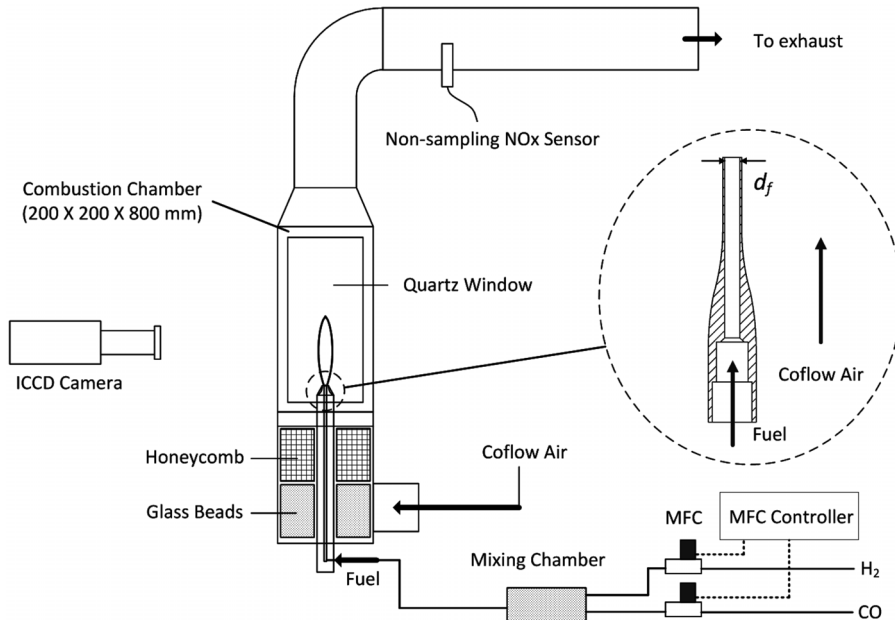 To exhaust
Non-sampling NOx Sensor
Combustion Chamber
(200 X 200 X 800 mm)
d_f
Quartz Window
ICCD Camera
Coflow Air
Fuel
Honeycomb
Coflow Air
Glass Beads
MFC
MFC Controller
Mixing Chamber
Fuel
H₂
CO